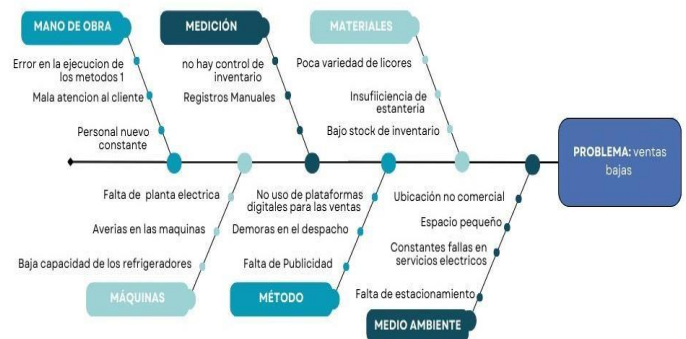 MANO DE OBRA
Error en la ejecucion de
los metodos 1
Mala atencion al cliente
Personal nuevo
constante
MEDICIÓN
no hay control de
inventario
Registros Manuales
MATERIALES
Poca variedad de licores
Insufiiciencia de
estantería
Bajo stock de inventario
PROBLEMA: ventas
bajas
Falta de planta electrica
Averias en las maquinas
Baja capacidad de los refrigeradores
MÁQUINAS
No uso de plataformas
digitales para las ventas
Demoras en el despacho
Falta de Publicidad
MÉTODO
Ubicación no comercial
Espacio pequeño
Constantes fallas en
servicios electricos
Falta de estacionamiento
MEDIO AMBIENTE